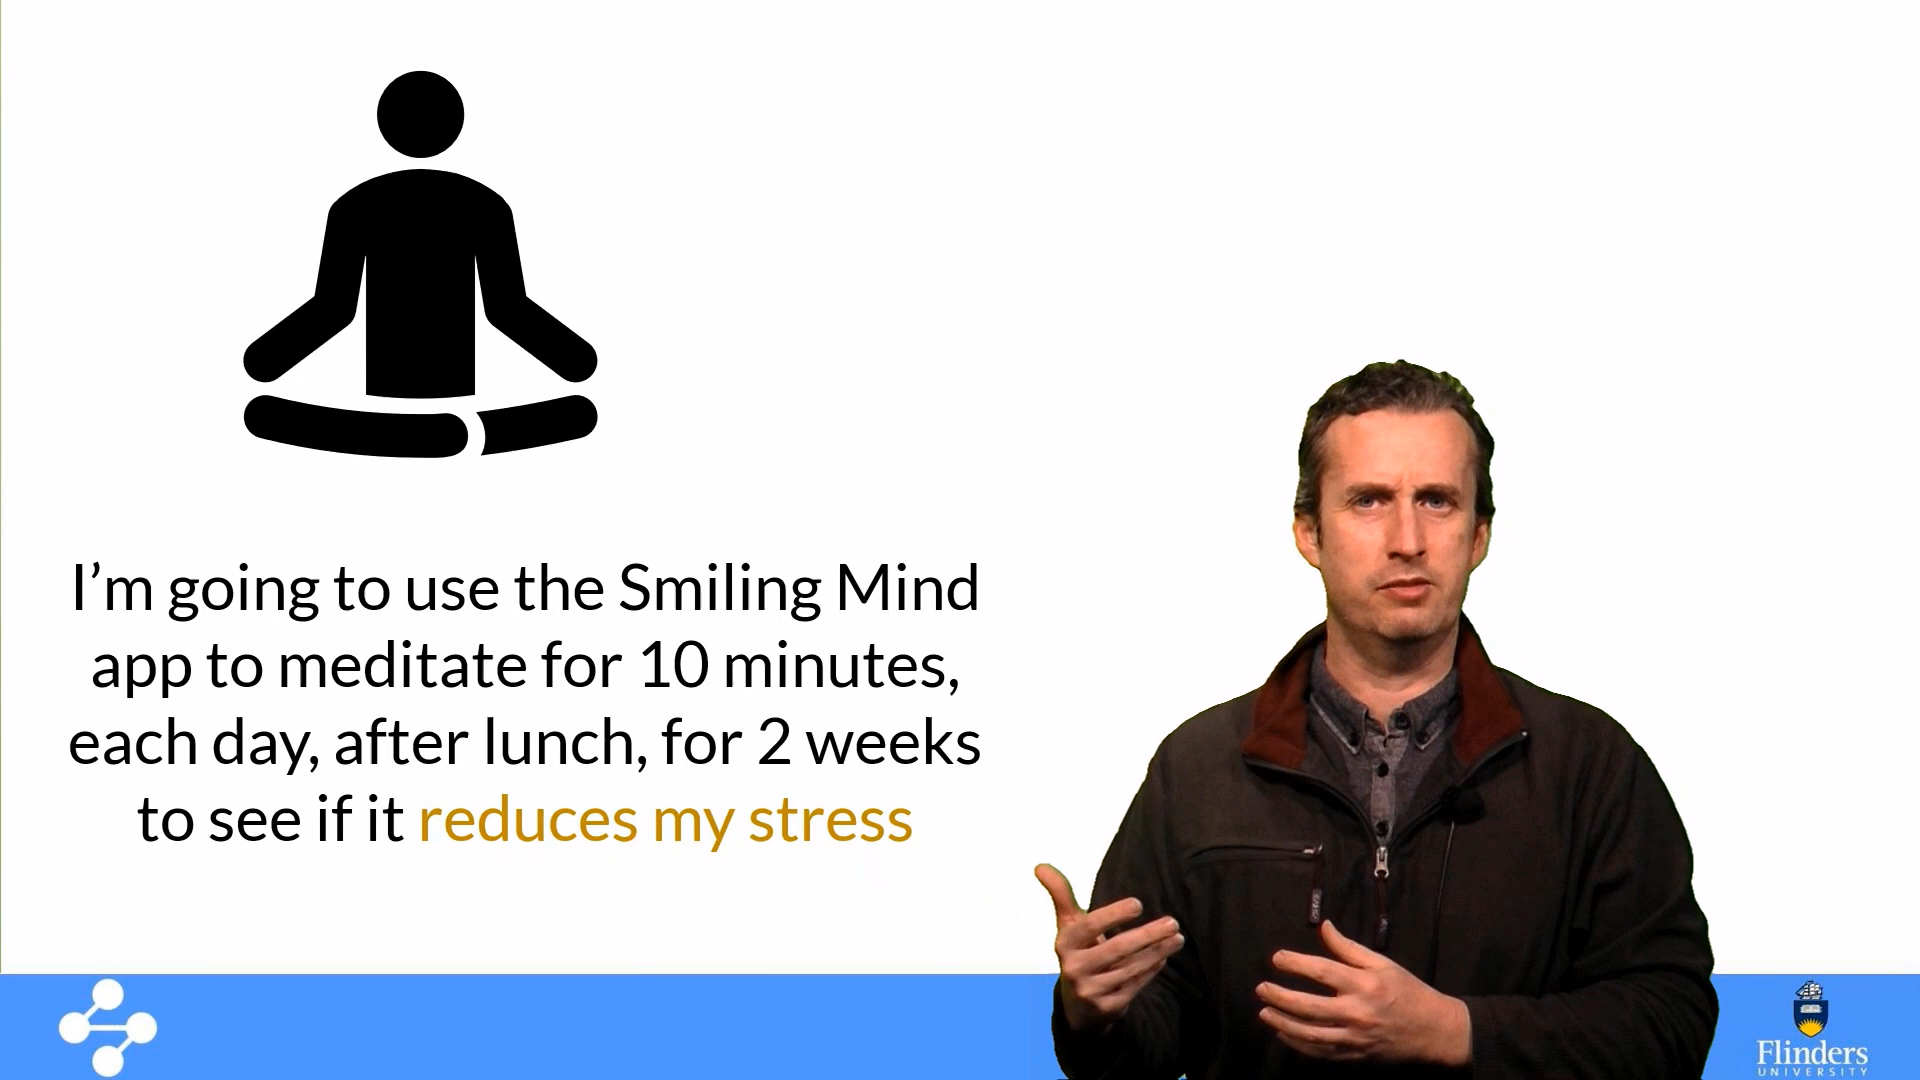 I’m going to use the Smiling Mind
app to meditate for 10 minutes,
each day, after lunch, for 2 weeks
to see if it reduces my stress
Flinders
UNIVERSITY